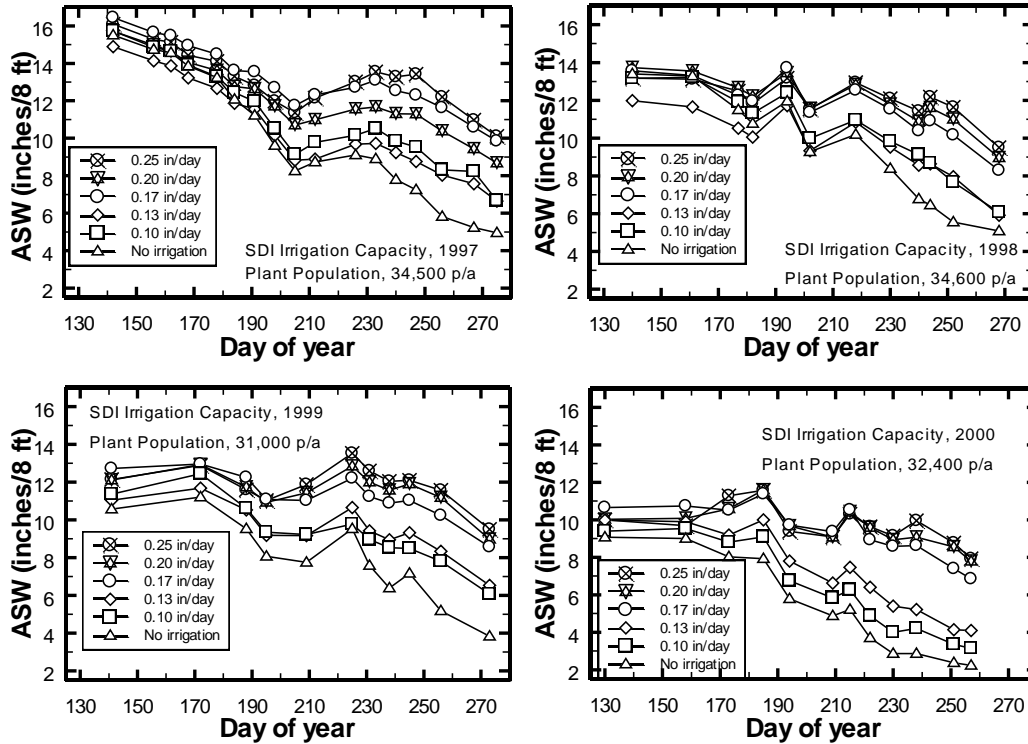 16
14
12
10
8
6
4
2
ASW (inches/8 ft)
0.25 in/day
0.20 in/day
0.17 in/day
0.13 in/day
0.10 in/day
No irrigation
SDI Irrigation Capacity, 1997
Plant Population, 34,500 p/a
130 150 170 190 210 230 250 270
Day of year
16
14
12
10
8
6
4
2
ASW (inches/8 ft)
0.25 in/day
0.20 in/day
0.17 in/day
0.13 in/day
0.10 in/day
No irrigation
SDI Irrigation Capacity, 1998
Plant Population, 34,600 p/a
130 150 170 190 210 230 250 270
Day of year
16
14
12
10
8
6
4
2
ASW (inches/8 ft)
SDI Irrigation Capacity, 1999
Plant Population, 31,000 p/a
0.25 in/day
0.20 in/day
0.17 in/day
0.13 in/day
0.10 in/day
No irrigation
130 150 170 190 210 230 250 270
Day of year
16
14
12
10
8
6
4
2
ASW (inches/8 ft)
SDI Irrigation Capacity, 2000
Plant Population, 32,400 p/a
0.25 in/day
0.20 in/day
0.17 in/day
0.13 in/day
0.10 in/day
No irrigation
130 150 170 190 210 230 250 270
Day of year